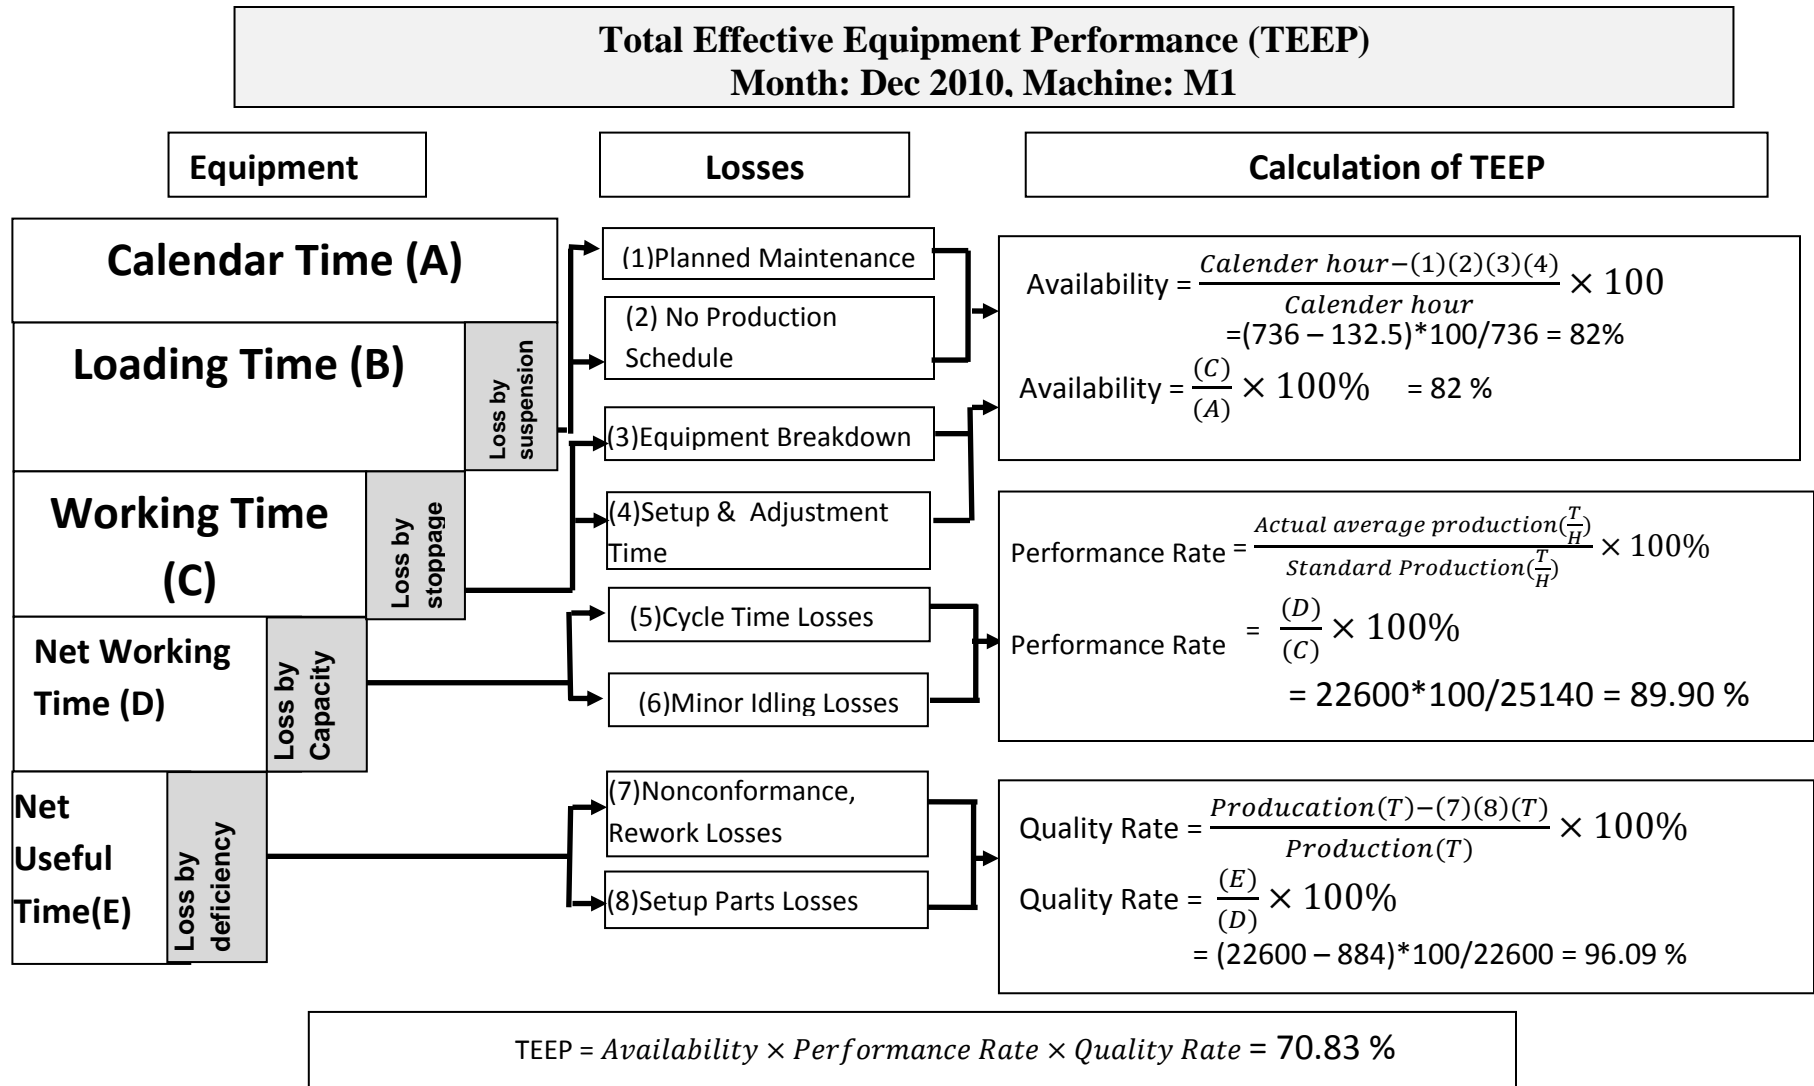 Total Effective Equipment Performance (TEEP)
Month: Dec 2010, Machine: M1
Equipment
Losses
Calculation of TEEP
Calendar Time (A)
Loading Time (B)
Loss by
suspension
Working Time
(C)
Loss by
stoppage
Net Working
Time (D)
Loss by
Capacity
Net
Useful
Time(E)
Loss by
deficiency
(1)Planned Maintenance
(2) No Production
Schedule
(3)Equipment Breakdown
(4)Setup & Adjustment
Time
(5)Cycle Time Losses
(6)Minor Idling Losses
(7)Nonconformance,
Rework Losses
(8)Setup Parts Losses
Availability = Calender hour−(1)(2)(3)(4) / Calender hour × 100
=(736 – 132.5)*100/736 = 82%
Availability = (C)/(A) × 100% = 82 %
Performance Rate = Actual average production(T/H) / Standard Production(T/H) × 100%
Performance Rate = (D)/(C) × 100%
= 22600*100/25140 = 89.90 %
Quality Rate = Producation(T)−(7)(8)(T) / Production(T) × 100%
Quality Rate = (E)/(D) × 100%
= (22600 – 884)*100/22600 = 96.09 %
TEEP = Availability × Performance Rate × Quality Rate = 70.83 %